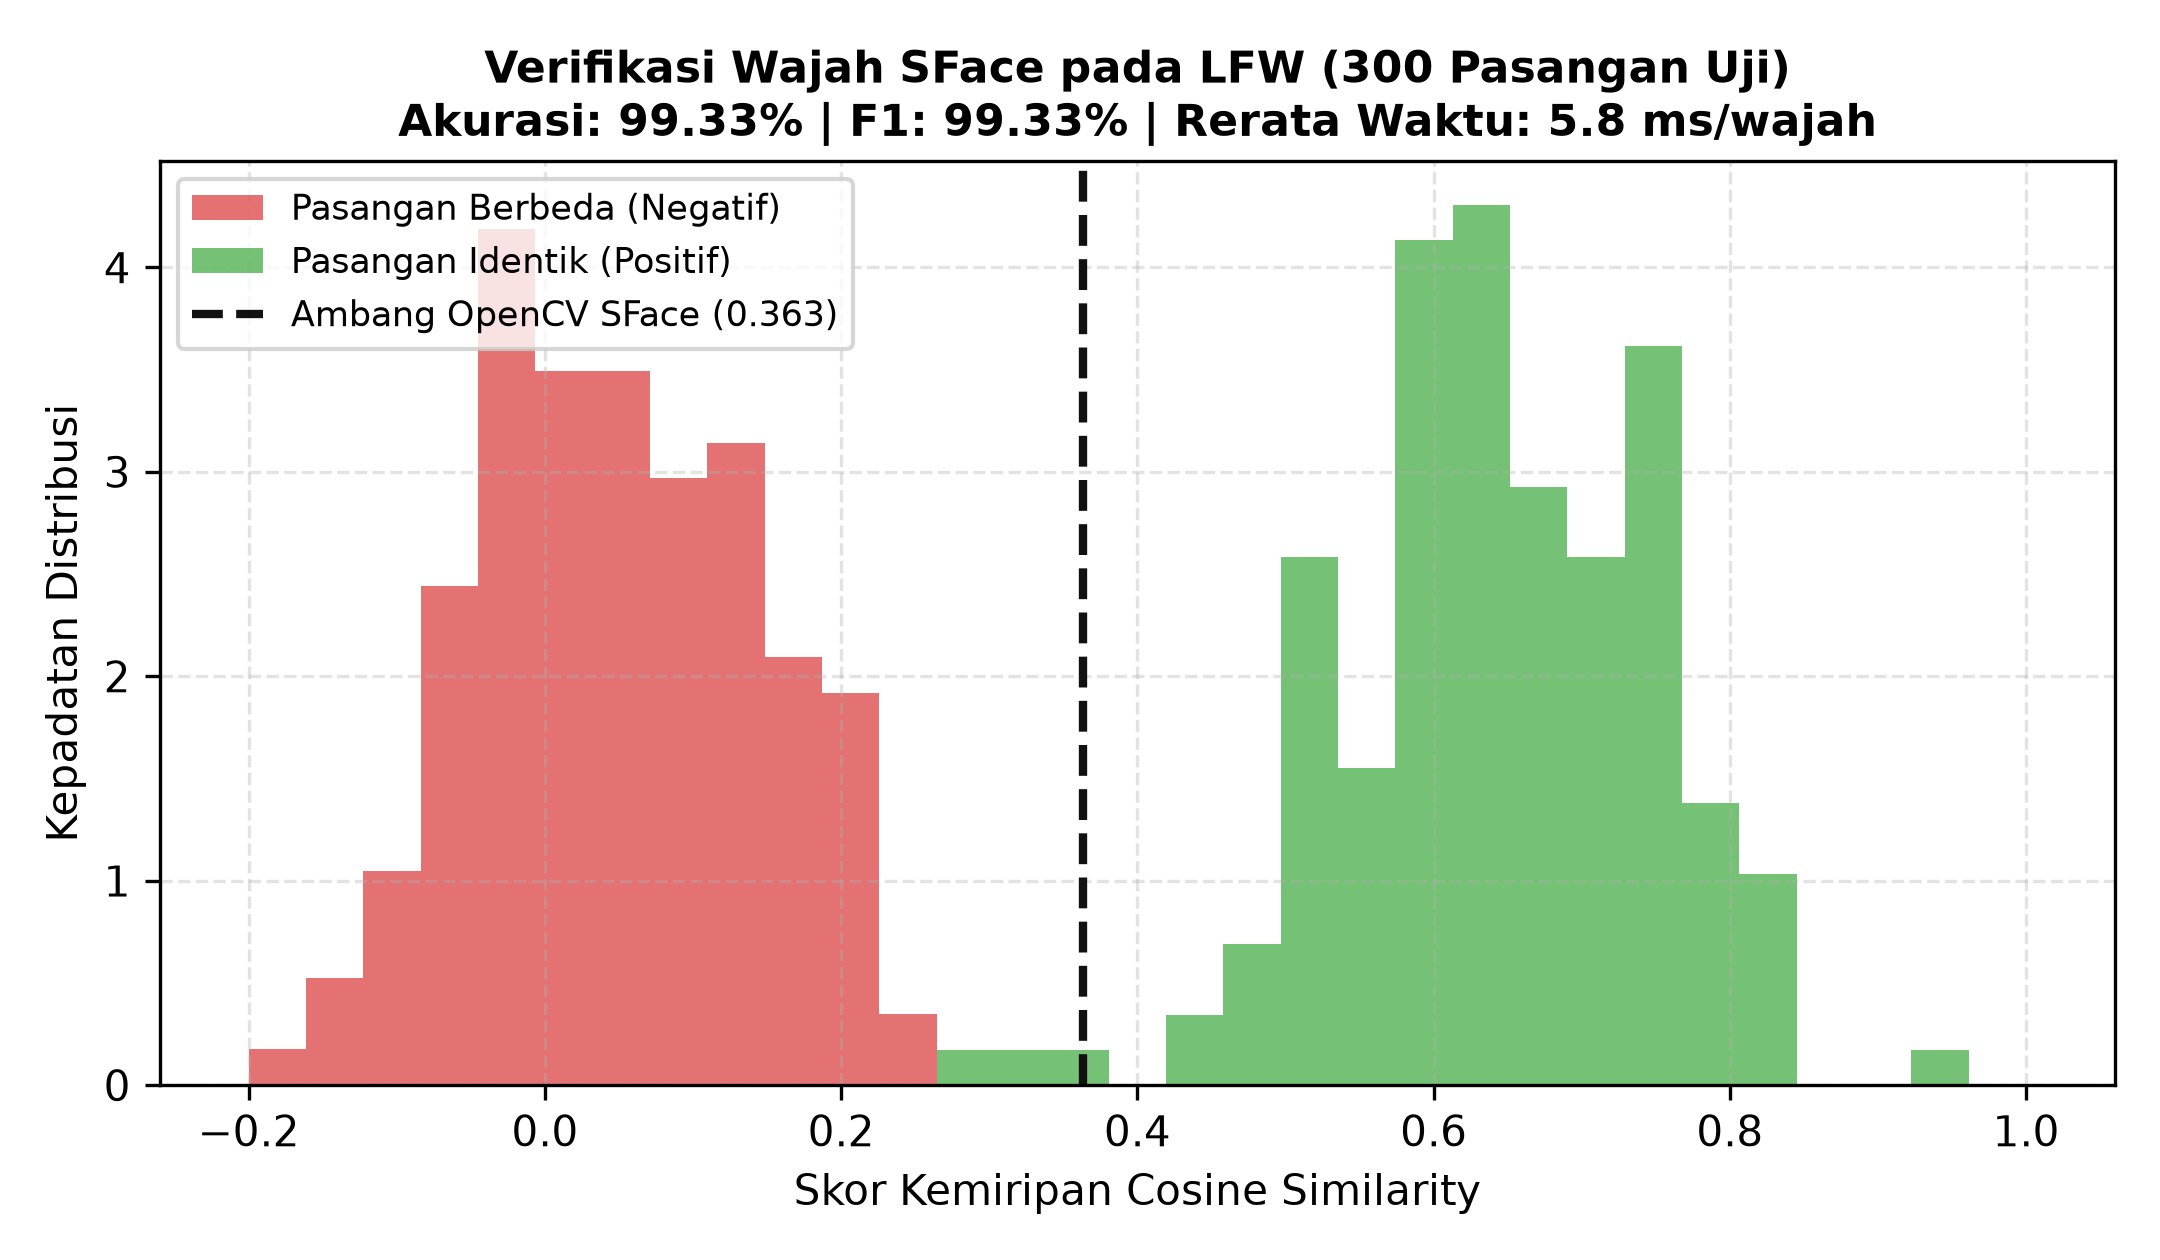 Verifikasi Wajah SFace pada LFW (300 Pasangan Uji)
Akurasi: 99.33% | F1: 99.33% | Rerata Waktu: 5.8 ms/wajah
Pasangan Berbeda (Negatif)
Pasangan Identik (Positif)
Ambang OpenCV SFace (0.363)
Kepadatan Distribusi
4
3
2
1
0
−0.2 0.0 0.2 0.4 0.6 0.8 1.0
Skor Kemiripan Cosine Similarity